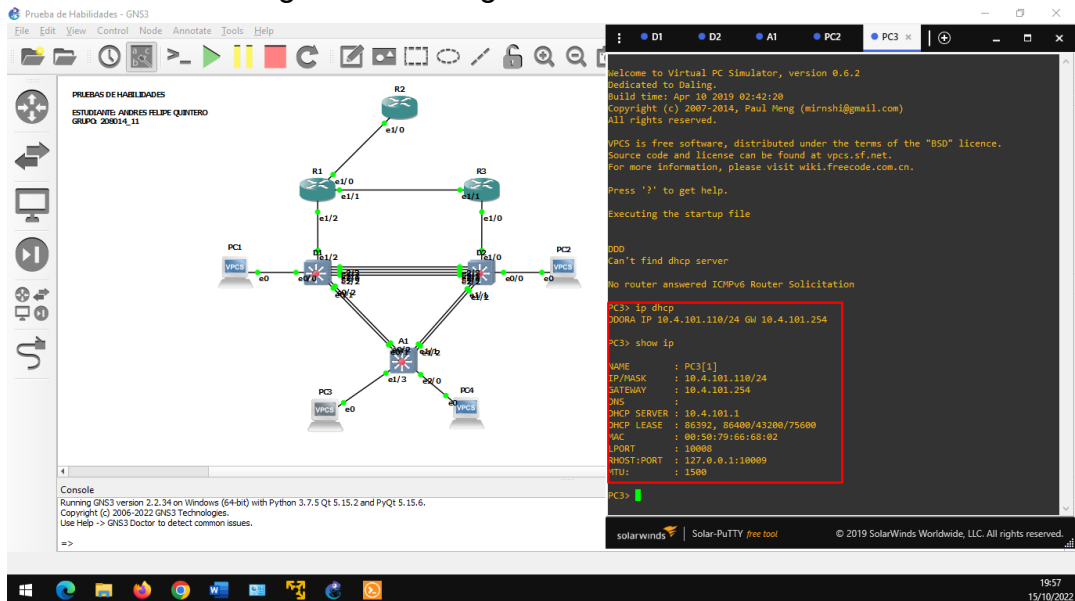 Prueba de Habilidades - GNS3
File Edit View Control Node Annotate Tools Help
PRUEBAS DE HABILIDADES
ESTUDIANTE: ANDRES FELIPE QUINTERO
GRUPO: 208014_11
R2
e1/0
R1
e1/0
e1/1
e1/2
R3
e1/1
e1/0
PC1
VPCS
e0
e0/0
D1
e1/2
D2
e1/0
e0/0
PC2
VPCS
e0
A1
e1/3
e2/0
PC3
VPCS
e0
PC4
VPCS
e0
Console
Running GNS3 version 2.2.34 on Windows (64-bit) with Python 3.7.5 Qt 5.15.2 and PyQt 5.15.6.
Copyright (c) 2006-2022 GNS3 Technologies.
Use Help -> GNS3 Doctor to detect common issues.
=>
D1 D2 A1 PC2 PC3
Welcome to Virtual PC Simulator, version 0.6.2
Dedicated to Daling.
Build time: Apr 10 2019 02:42:20
Copyright (c) 2007-2014, Paul Meng (mirnshi@gmail.com)
All rights reserved.
VPCS is free software, distributed under the terms of the "BSD" licence.
Source code and license can be found at vpcs.sf.net.
For more information, please visit wiki.freecode.com.cn.
Press '?' to get help.
Executing the startup file
DDD
Can't find dhcp server
No router answered ICMPv6 Router Solicitation
PC3> ip dhcp
DDORA IP 10.4.101.110/24 GW 10.4.101.254
PC3> show ip
NAME : PC3[1]
IP/MASK : 10.4.101.110/24
GATEWAY : 10.4.101.254
DNS :
DHCP SERVER : 10.4.101.1
DHCP LEASE : 86392, 86400/43200/75600
MAC : 00:50:79:66:68:02
LPORT : 10008
RHOST:PORT : 127.0.0.1:10009
MTU: : 1500
PC3>
solarwinds | Solar-PuTTY free tool © 2019 SolarWinds Worldwide, LLC. All rights reserved.
19:57
15/10/2022